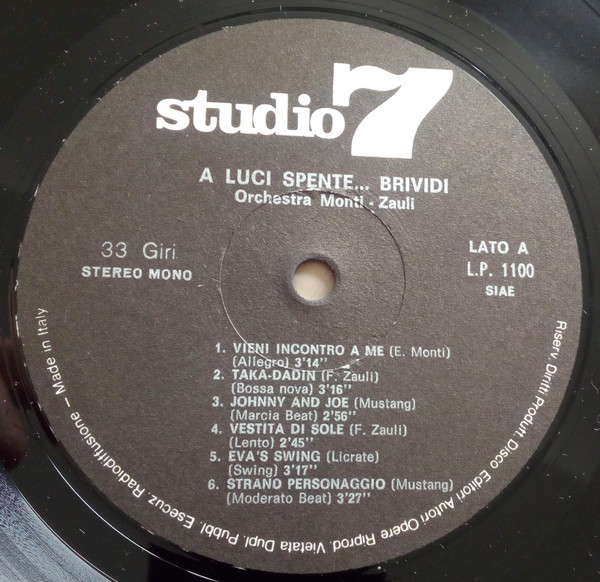 studio 7
A LUCI SPENTE... BRIVIDI
Orchestra Monti - Zauli
33 Giri
STEREO MONO
LATO A
L.P. 1100
SIAE
1. VIENI INCONTRO A ME (E. Monti)
(Allegro) 3'14''
2. TAKA-DADIN (F. Zauli)
(Bossa nova) 3'16''
3. JOHNNY AND JOE (Mustang)
(Marcia Beat) 2'56''
4. VESTITA DI SOLE (F. Zauli)
(Lento) 2'45''
5. EVA'S SWING (Licrate)
(Swing) 3'17''
6. STRANO PERSONAGGIO (Mustang)
(Moderato Beat) 3'27''
Riserv. Diritti Produtt. Disco Editori Autori Opere Riprod. Vietata Dupl. Pubbl. Esecuz. Radiodiffusione - Made in Italy